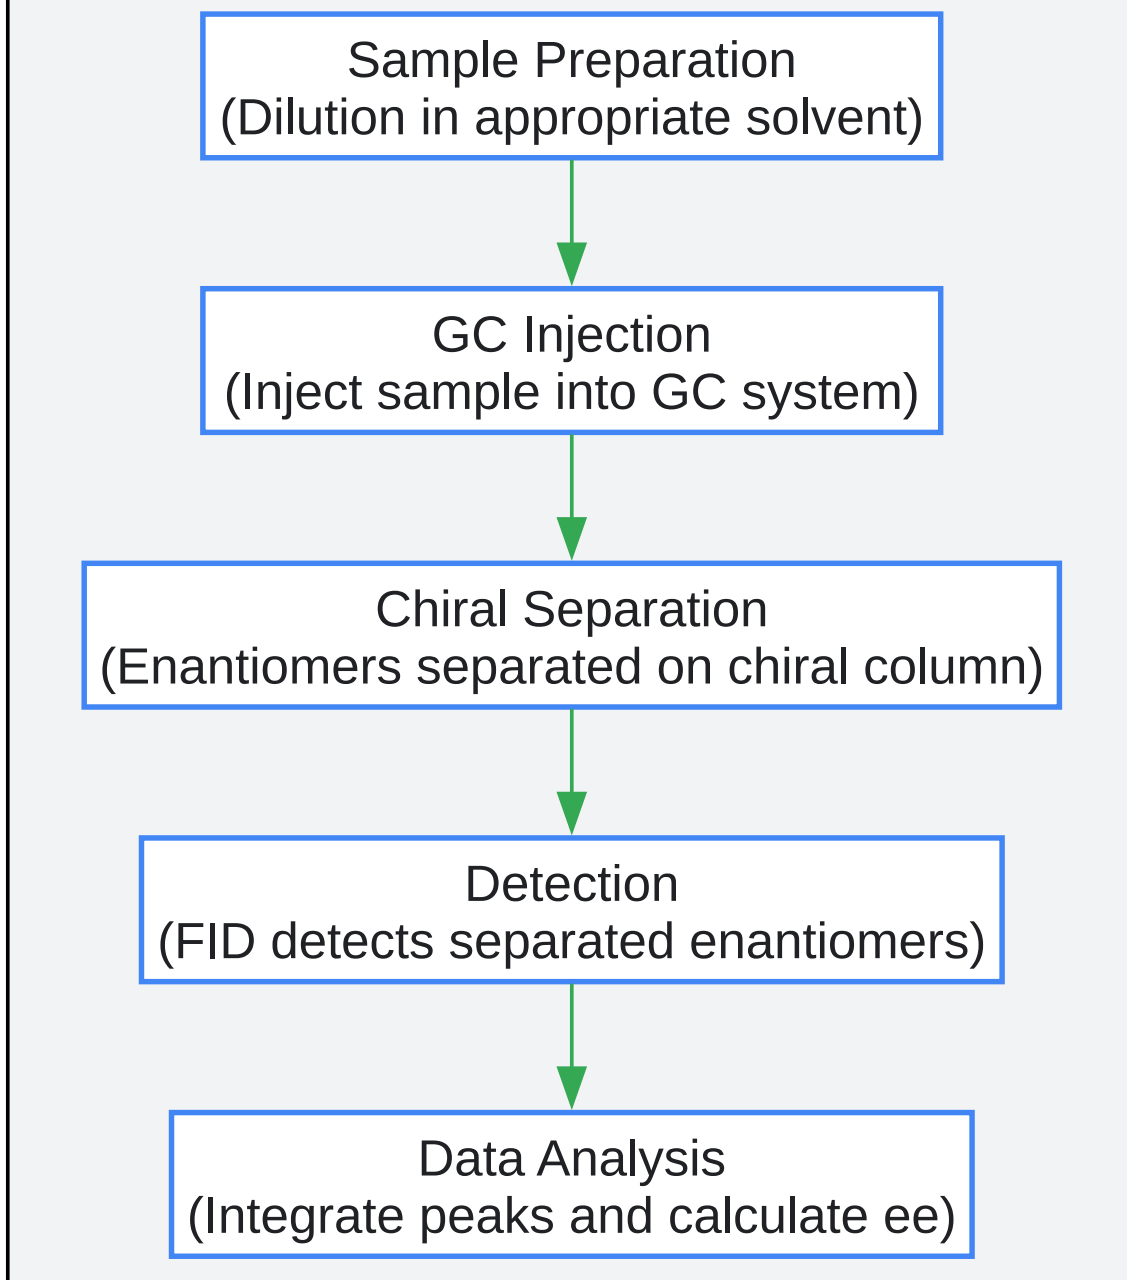 Sample Preparation
(Dilution in appropriate solvent)
GC Injection
(Inject sample into GC system)
Chiral Separation
(Enantiomers separated on chiral column)
Detection
(FID detects separated enantiomers)
Data Analysis
(Integrate peaks and calculate ee)